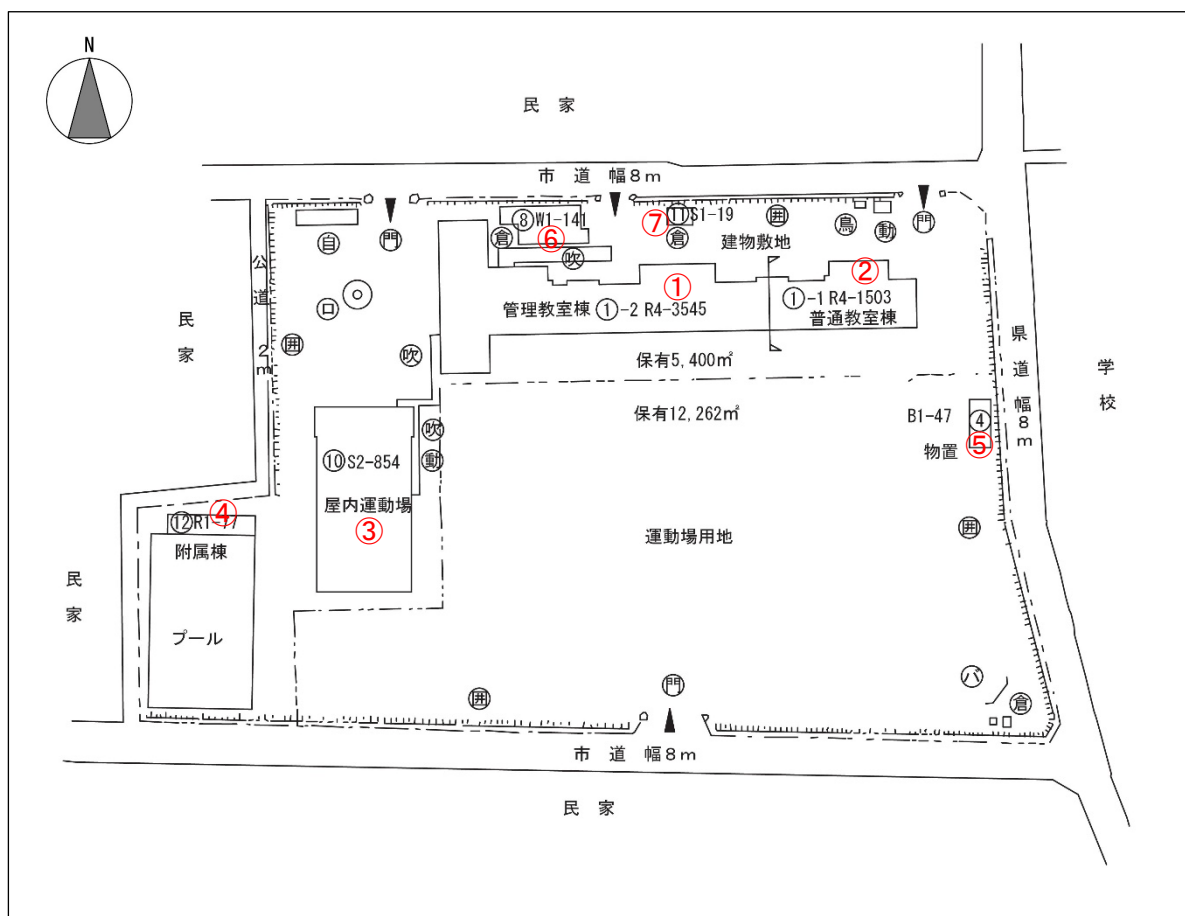 N
民 家
市 道 幅8m
⑧W1-141
⑥
⑦
⑪S1-19
囲
鳥
動
門
自
門
倉
倉
建物敷地
吹
②
①
公道 2m
ロ
管理教室棟 ①-2 R4-3545
①-1 R4-1503
普通教室棟
民家
囲
吹
保有5,400㎡
県道 幅8m
学校
保有12,262㎡
B1-47
④
吹
⑤
物置
⑩S2-854
動
屋内運動場
③
④
⑫R1-77
附属棟
運動場用地
囲
民家
プール
バ
囲
門
倉
市 道 幅8m
民 家